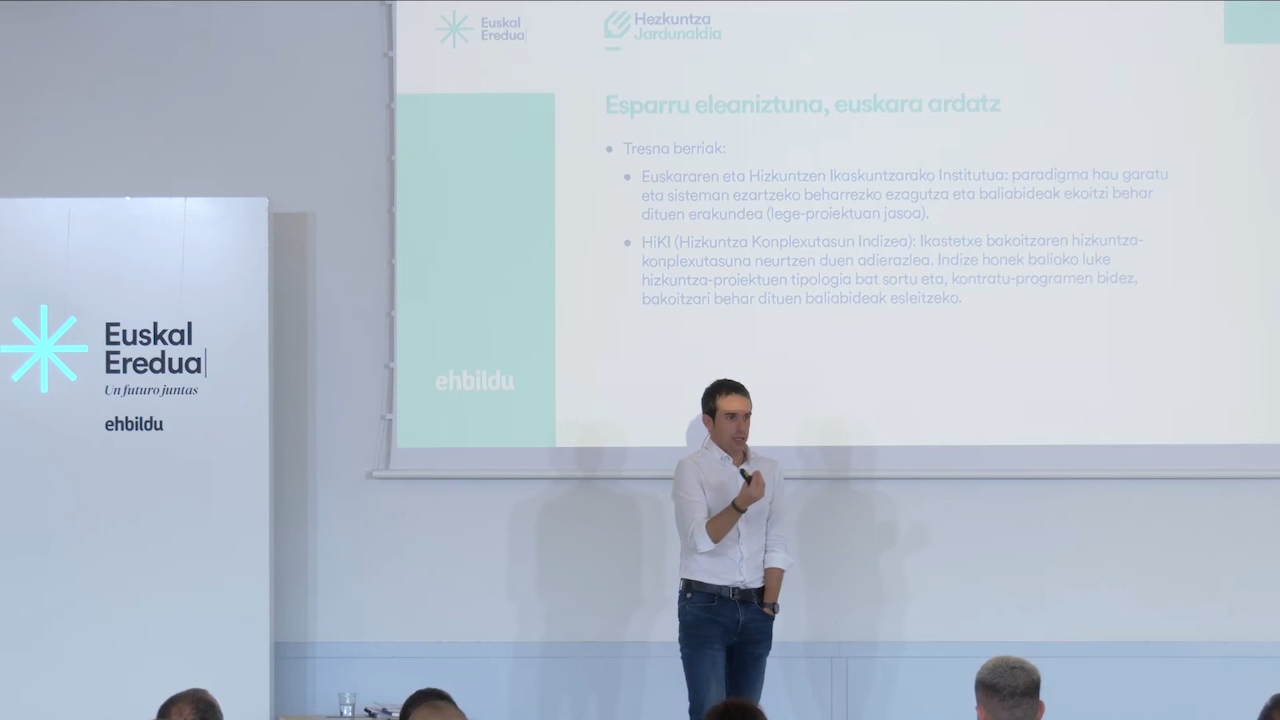 Euskal
Eredua
Hezkuntza
Jardunaldia
Esparru eleaniztuna, euskara ardatz
• Tresna berriak:
• Euskararen eta Hizkuntzen Ikaskuntzarako Institutua: paradigma hau garatu
eta sisteman ezartzeko beharrezko ezagutza eta baliabideak ekoitzi behar
dituen erakundea (lege-proiektuan jasoa).
• HiKI (Hizkuntza Konplexutasun Indizea): Ikastetxe bakoitzaren hizkuntza-
konplexutasuna neurtzen duen adierazlea. Indize honek balioko luke
hizkuntza-proiektuen tipologia bat sortu eta, kontratu-programen bidez,
bakoitzari behar dituen baliabideak esleitzeko.
ehbildu
Euskal
Eredua
Un futuro juntas
ehbildu